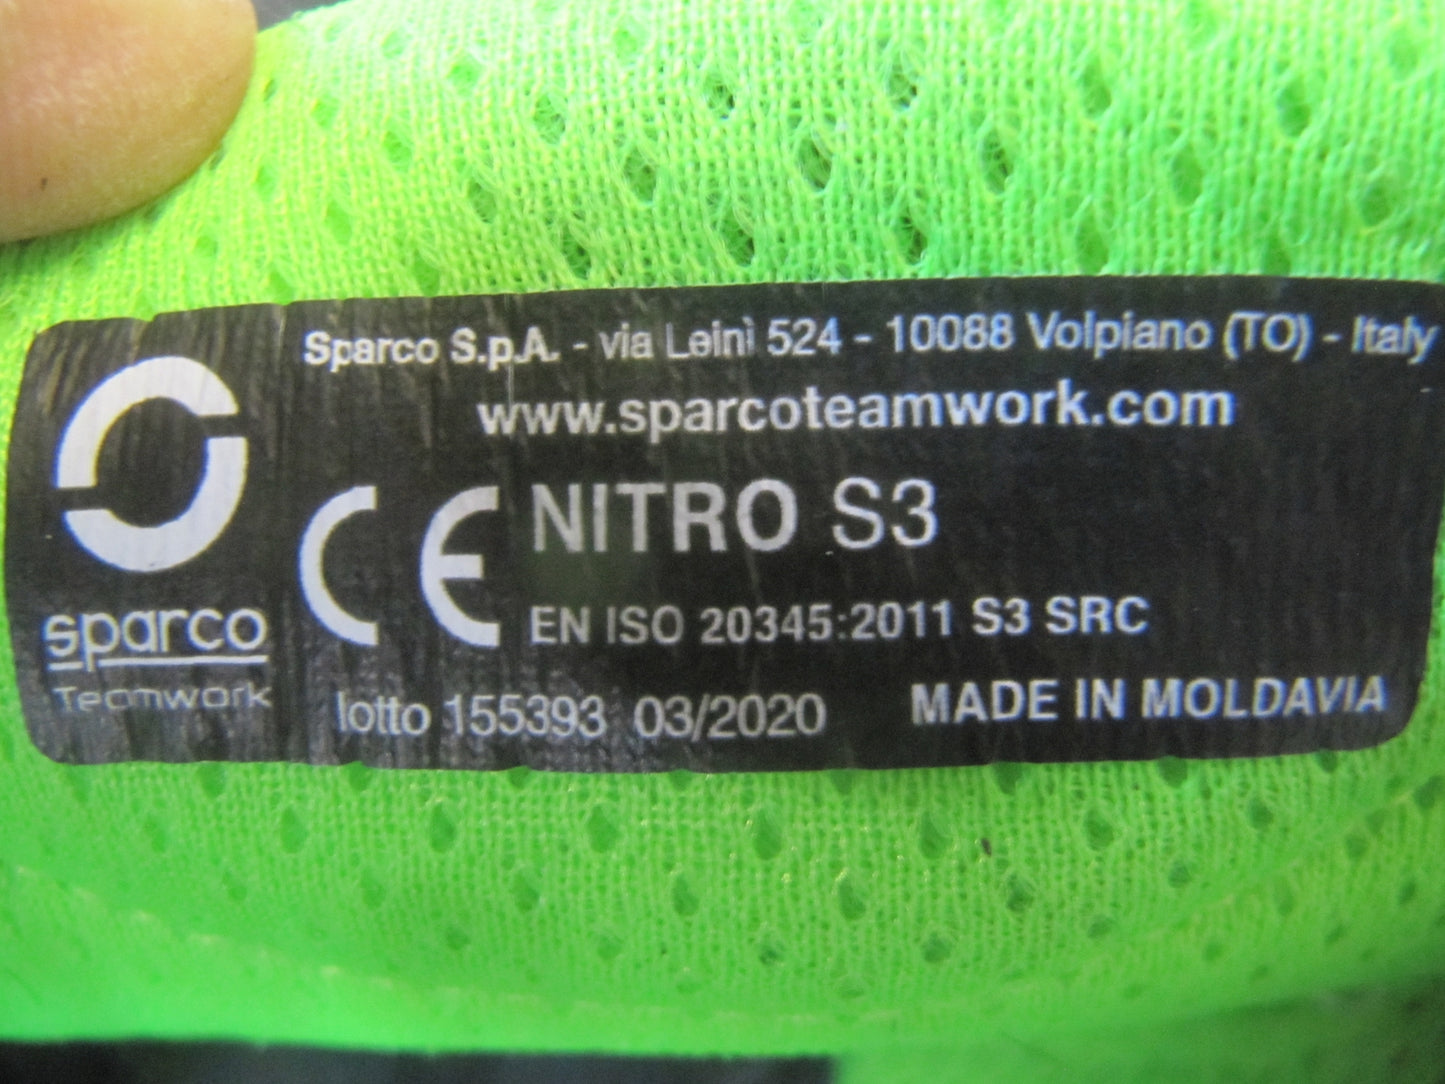 Sparco S.p.A. - via Leinì 524 - 10088 Volpiano (TO) - Italy
www.sparcoteamwork.com
CE NITRO S3
EN ISO 20345:2011 S3 SRC
sparco
Teamwork
lotto 155393 03/2020 MADE IN MOLDAVIA